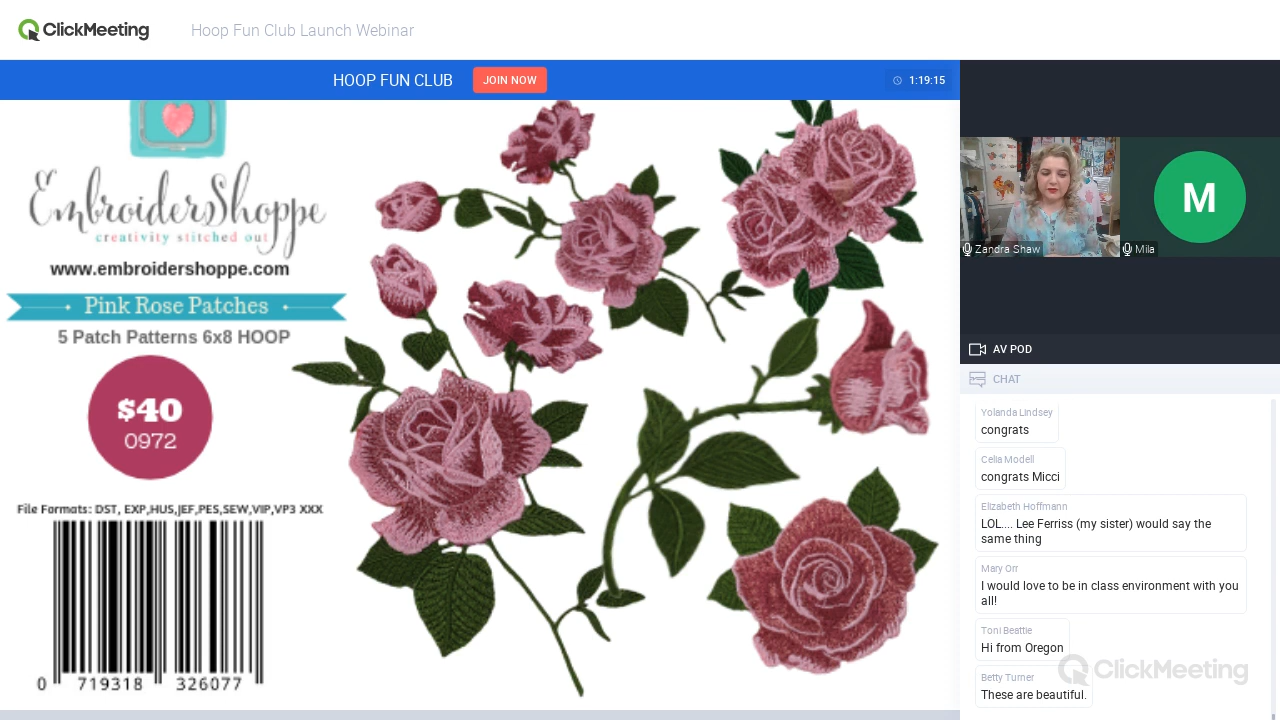 ClickMeeting
Hoop Fun Club Launch Webinar
HOOP FUN CLUB
JOIN NOW
1:19:15
EmbroiderShoppe
creativity stitched out
www.embroidershoppe.com
Pink Rose Patches
5 Patch Patterns 6x8 HOOP
$40
0972
File Formats: DST, EXP,HUS,JEF,PES,SEW,VIP,VP3 XXX
0 719318 326077
M
Zandra Shaw
Mila
AV POD
CHAT
Yolanda Lindsey
congrats
Celia Modell
congrats Micci
Elizabeth Hoffmann
LOL.... Lee Ferriss (my sister) would say the
same thing
Mary Orr
I would love to be in class environment with you
all!
Toni Beattie
Hi from Oregon
Betty Turner
These are beautiful.
ClickMeeting